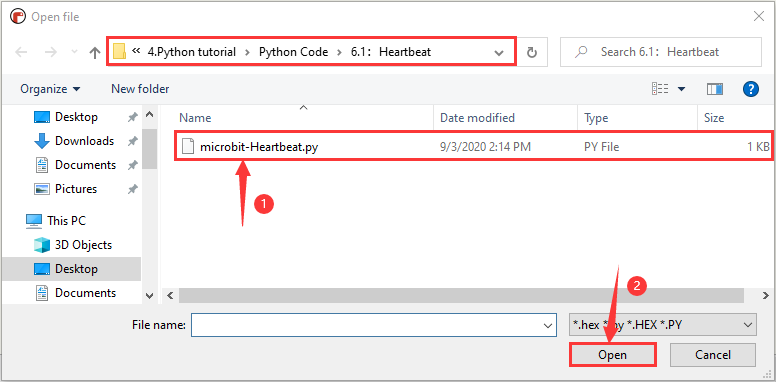 Open file
« 4.Python tutorial > Python Code > 6.1：Heartbeat
Search 6.1：Heartbeat
Organize
New folder
Desktop
Downloads
Documents
Pictures
This PC
3D Objects
Desktop
Documents
Name Date modified Type Size
microbit-Heartbeat.py 9/3/2020 2:14 PM PY File 1 KB
1
2
File name:
*.hex *.py *.HEX *.PY
Open
Cancel